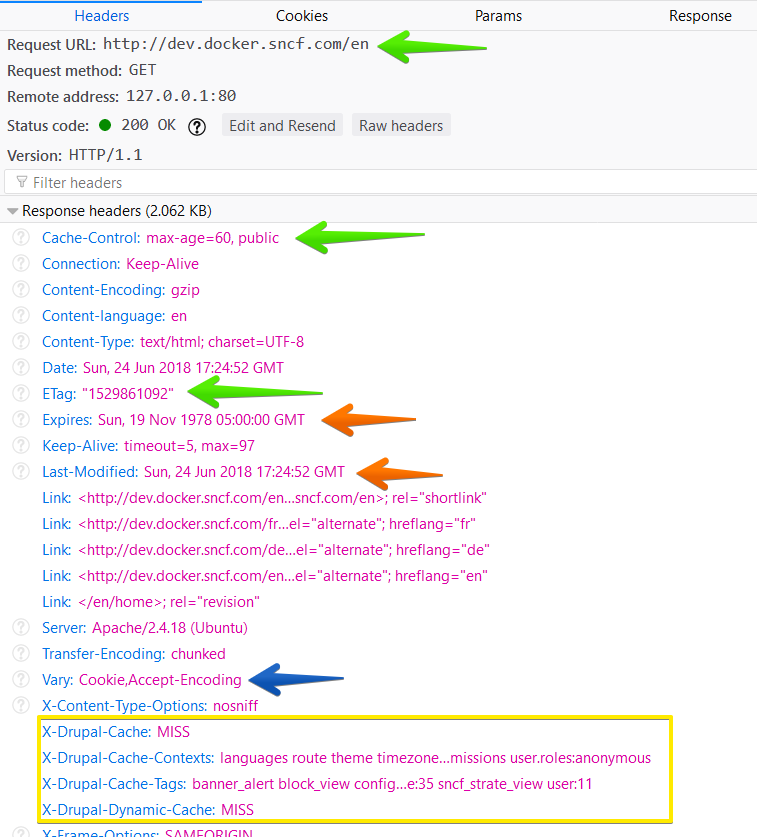 Headers Cookies Params Response
Request URL: http://dev.docker.sncf.com/en
Request method: GET
Remote address: 127.0.0.1:80
Status code: 200 OK ? Edit and Resend Raw headers
Version: HTTP/1.1
Filter headers
Response headers (2.062 KB)
? Cache-Control: max-age=60, public
? Connection: Keep-Alive
? Content-Encoding: gzip
? Content-language: en
? Content-Type: text/html; charset=UTF-8
? Date: Sun, 24 Jun 2018 17:24:52 GMT
? ETag: "1529861092"
? Expires: Sun, 19 Nov 1978 05:00:00 GMT
? Keep-Alive: timeout=5, max=97
? Last-Modified: Sun, 24 Jun 2018 17:24:52 GMT
Link: <http://dev.docker.sncf.com/en...sncf.com/en>; rel="shortlink"
Link: <http://dev.docker.sncf.com/fr...el="alternate"; hreflang="fr"
Link: <http://dev.docker.sncf.com/de...el="alternate"; hreflang="de"
Link: <http://dev.docker.sncf.com/en...el="alternate"; hreflang="en"
Link: </en/home>; rel="revision"
? Server: Apache/2.4.18 (Ubuntu)
? Transfer-Encoding: chunked
? Vary: Cookie,Accept-Encoding
? X-Content-Type-Options: nosniff
X-Drupal-Cache: MISS
X-Drupal-Cache-Contexts: languages route theme timezone...missions user.roles:anonymous
X-Drupal-Cache-Tags: banner_alert block_view config...e:35 sncf_strate_view user:11
X-Drupal-Dynamic-Cache: MISS
? X-Frame-Options: SAMEORIGIN